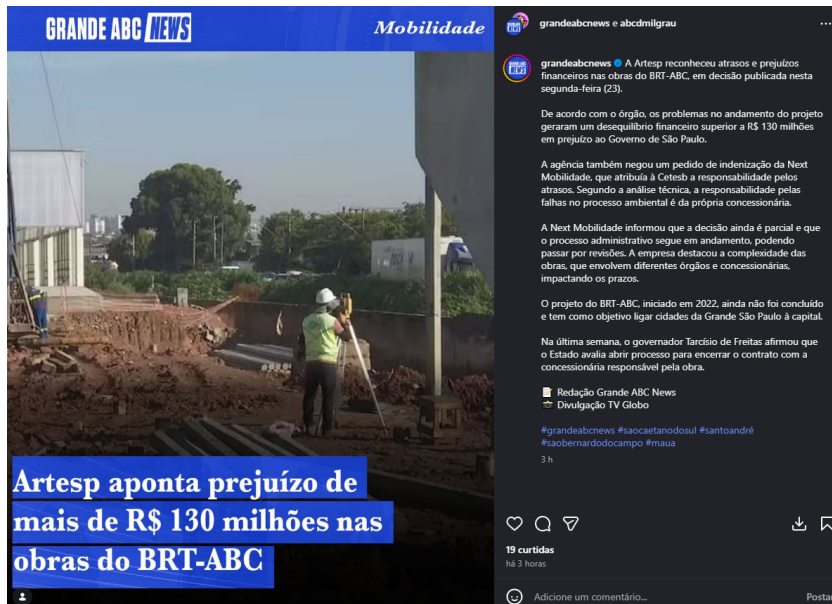 GRANDE ABC NEWS
Mobilidade
Artesp aponta prejuízo de
mais de R$ 130 milhões nas
obras do BRT-ABC
grandeabcnews e abcdmilgrau
grandeabcnews A Artesp reconheceu atrasos e prejuízos
financeiros nas obras do BRT-ABC, em decisão publicada nesta
segunda-feira (23).
De acordo com o órgão, os problemas no andamento do projeto
geraram um desequilíbrio financeiro superior a R$ 130 milhões
em prejuízo ao Governo de São Paulo.
A agência também negou um pedido de indenização da Next
Mobilidade, que atribuía à Cetesb a responsabilidade pelos
atrasos. Segundo a análise técnica, a responsabilidade pelas
falhas no processo ambiental é da própria concessionária.
A Next Mobilidade informou que a decisão ainda é parcial e que
o processo administrativo segue em andamento, podendo
passar por revisões. A empresa destacou a complexidade das
obras, que envolvem diferentes órgãos e concessionárias,
impactando os prazos.
O projeto do BRT-ABC, iniciado em 2022, ainda não foi concluído
e tem como objetivo ligar cidades da Grande São Paulo à capital.
Na última semana, o governador Tarcísio de Freitas afirmou que
o Estado avalia abrir processo para encerrar o contrato com a
concessionária responsável pela obra.
Redação Grande ABC News
Divulgação TV Globo
#grandeabcnews #saocaetanodosul #santoandré
#saobernardodocampo #maua
3 h
19 curtidas
há 3 horas
Adicione um comentário...
Postar